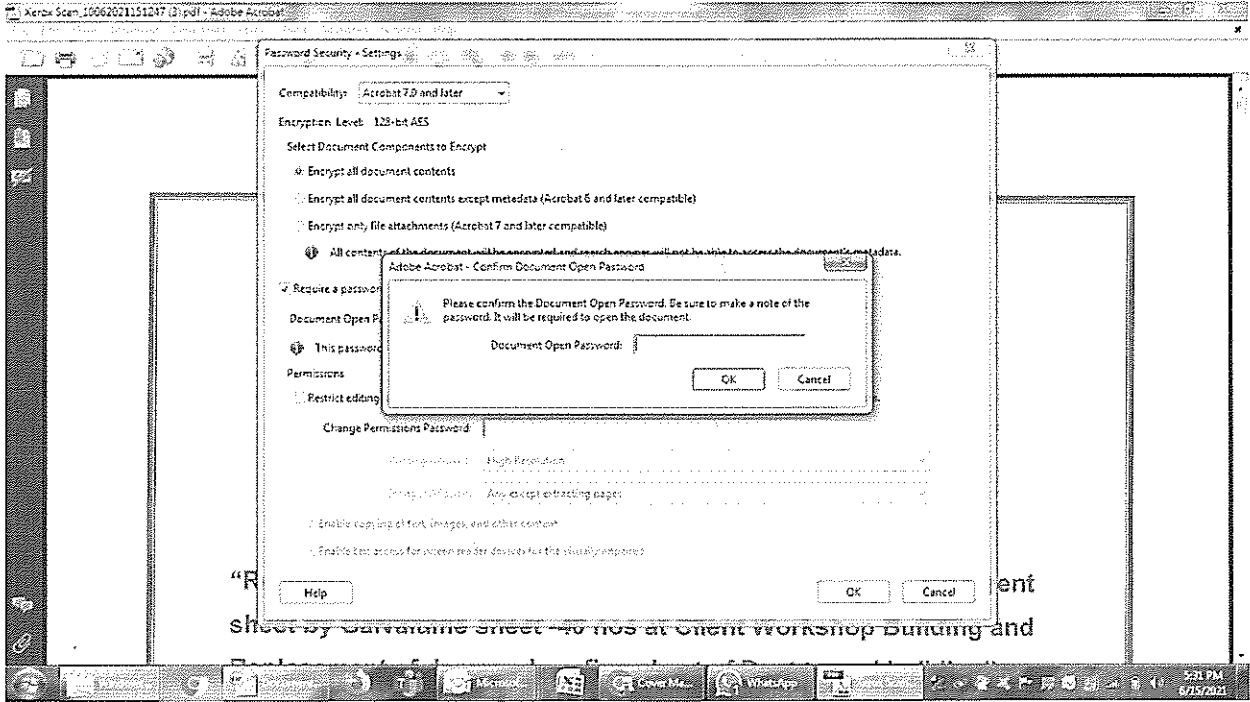 Xerox Scan_10062021151247 (3).pdf - Adobe Acrobat
Password Security - Settings
Compatibility: Acrobat 7.0 and later
Encryption Level: 128-bit AES
Select Document Components to Encrypt
Encrypt all document contents
Encrypt all document contents except metadata (Acrobat 6 and later compatible)
Encrypt only file attachments (Acrobat 7 and later compatible)
All contents of the document will be encrypted and search engines will not be able to access the document's metadata.
Adobe Acrobat - Confirm Document Open Password
Require a passwor
Please confirm the Document Open Password. Be sure to make a note of the
password. It will be required to open the document.
Document Open P
Document Open Password:
This password
OK Cancel
Permissions
Restrict editing
Change Permissions Password:
High Resolution
Any except extracting pages
Enable copying of text, images, and other content
Enable text access for screen reader devices for the visually impaired
Help OK Cancel
“R ent
sheet by Galvalume sheet -40 nos at Client Workshop Building and
Cover Me... WhatsApp
5:31 PM
6/15/2021